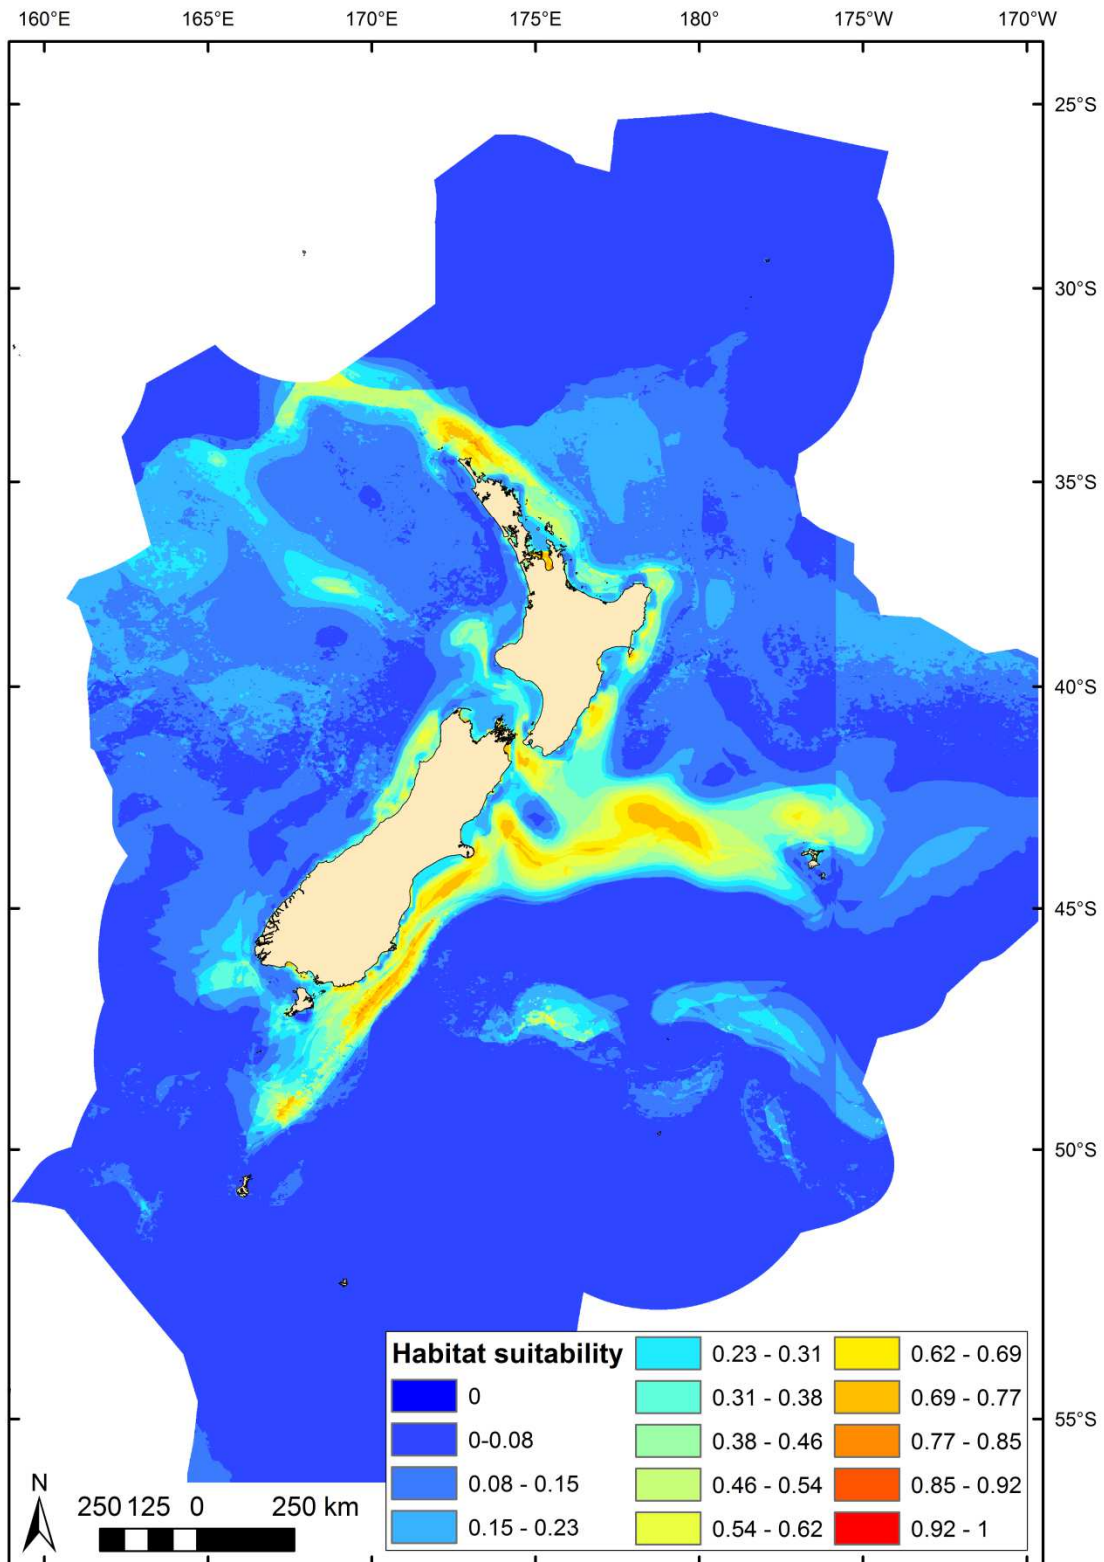 160°E 165°E 170°E 175°E 180° 175°W 170°W
25°S
30°S
35°S
40°S
45°S
50°S
55°S
Habitat suitability
0
0-0.08
0.08 - 0.15
0.15 - 0.23
0.23 - 0.31
0.31 - 0.38
0.38 - 0.46
0.46 - 0.54
0.54 - 0.62
0.62 - 0.69
0.69 - 0.77
0.77 - 0.85
0.85 - 0.92
0.92 - 1
N
250 125 0 250 km